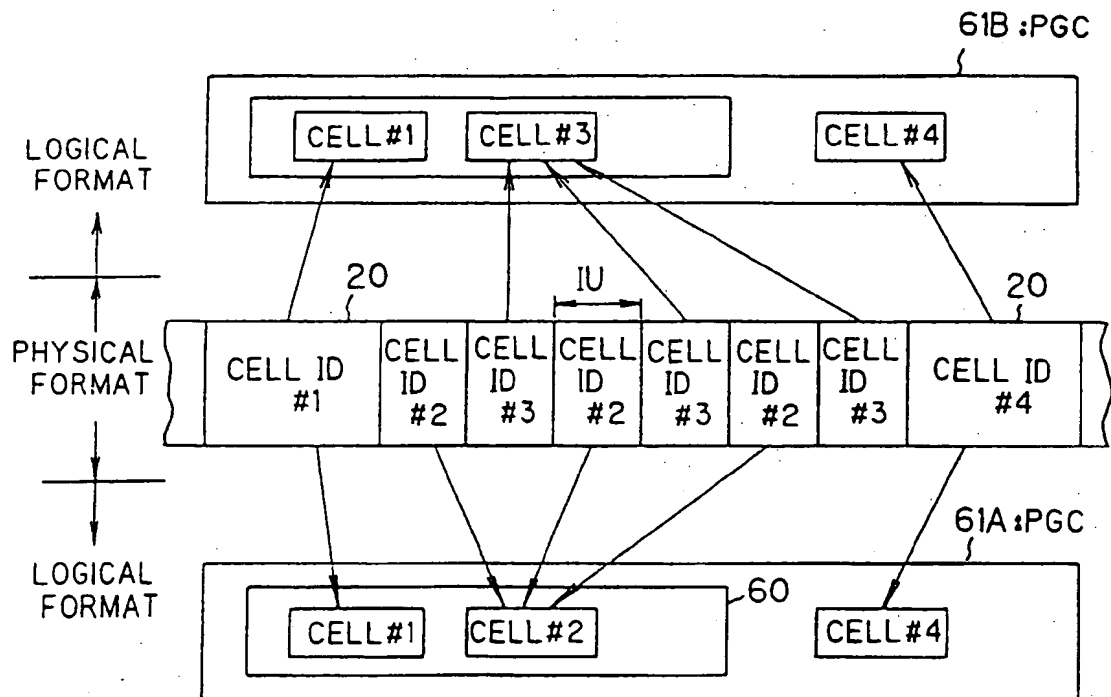 61B:PGC
CELL#1
CELL#3
CELL#4
LOGICAL
FORMAT
20
IU
20
PHYSICAL
FORMAT
CELL ID
#1
CELL
ID
#2
CELL
ID
#3
CELL
ID
#2
CELL
ID
#3
CELL
ID
#2
CELL
ID
#3
CELL ID
#4
61A:PGC
LOGICAL
FORMAT
60
CELL#1
CELL#2
CELL#4